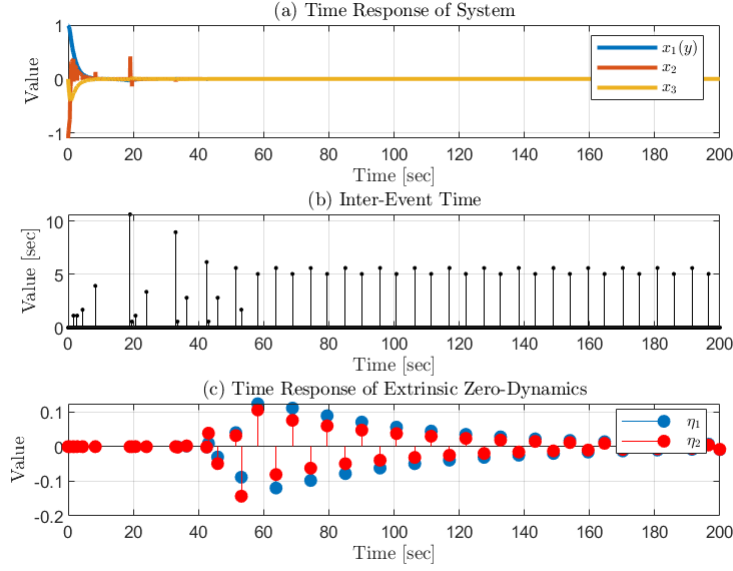 (a) Time Response of System
Value
1
0
-1
x₁(y)
x₂
x₃
0 20 40 60 80 100 120 140 160 180 200
Time [sec]
(b) Inter-Event Time
Value [sec]
10
5
0
0 20 40 60 80 100 120 140 160 180 200
Time [sec]
(c) Time Response of Extrinsic Zero-Dynamics
Value
0.1
0
-0.1
-0.2
η₁
η₂
0 20 40 60 80 100 120 140 160 180 200
Time [sec]